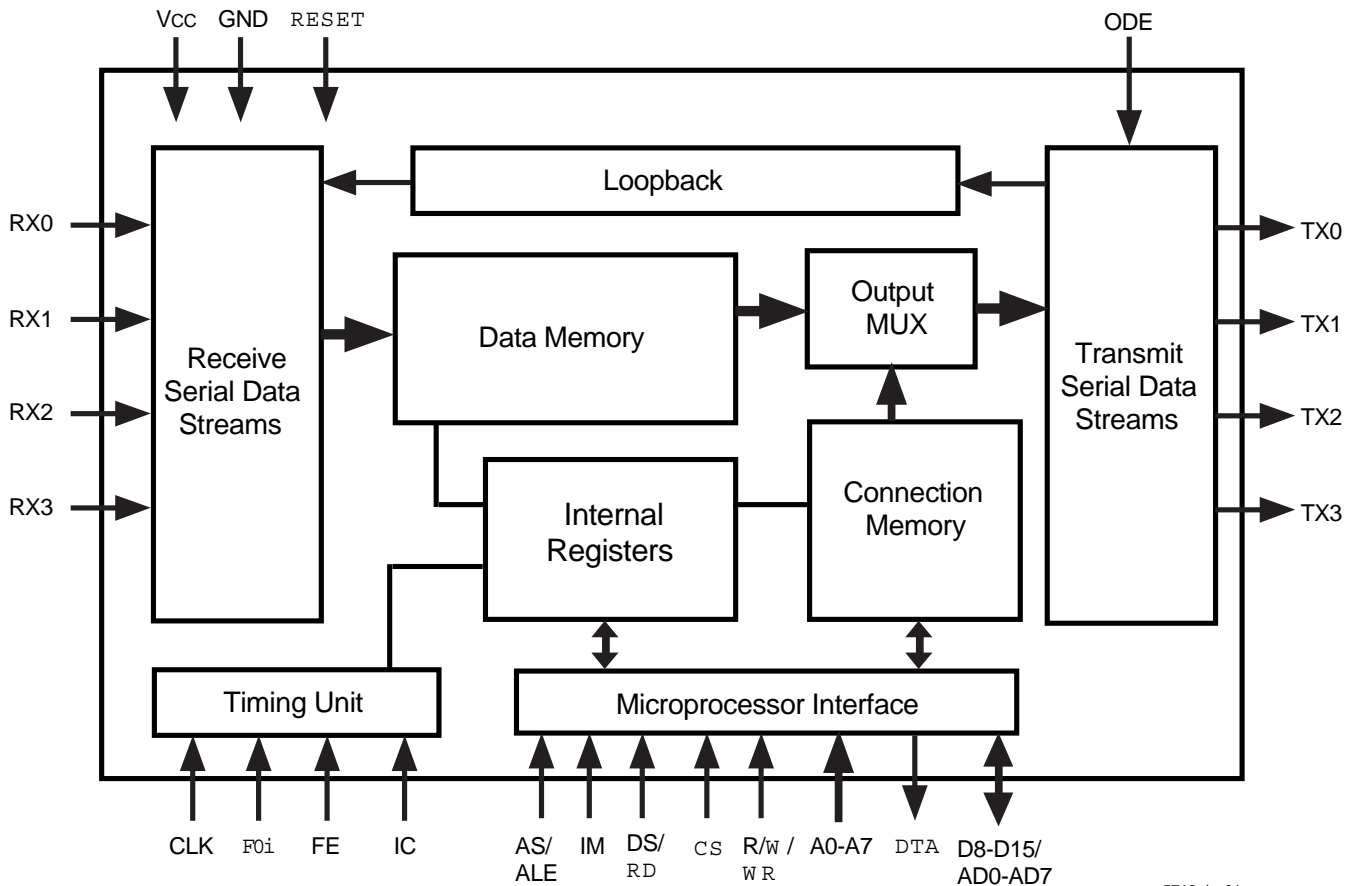 Vcc GND RESET ODE
Loopback
RX0
RX1
RX2
RX3
Receive
Serial Data
Streams
Data Memory
Output
MUX
Transmit
Serial Data
Streams
TX0
TX1
TX2
TX3
Internal
Registers
Connection
Memory
Timing Unit
Microprocessor Interface
CLK F0i FE IC
AS/
ALE
IM
DS/
RD
CS
R/W /
WR
A0-A7
DTA
D8-D15/
AD0-AD7